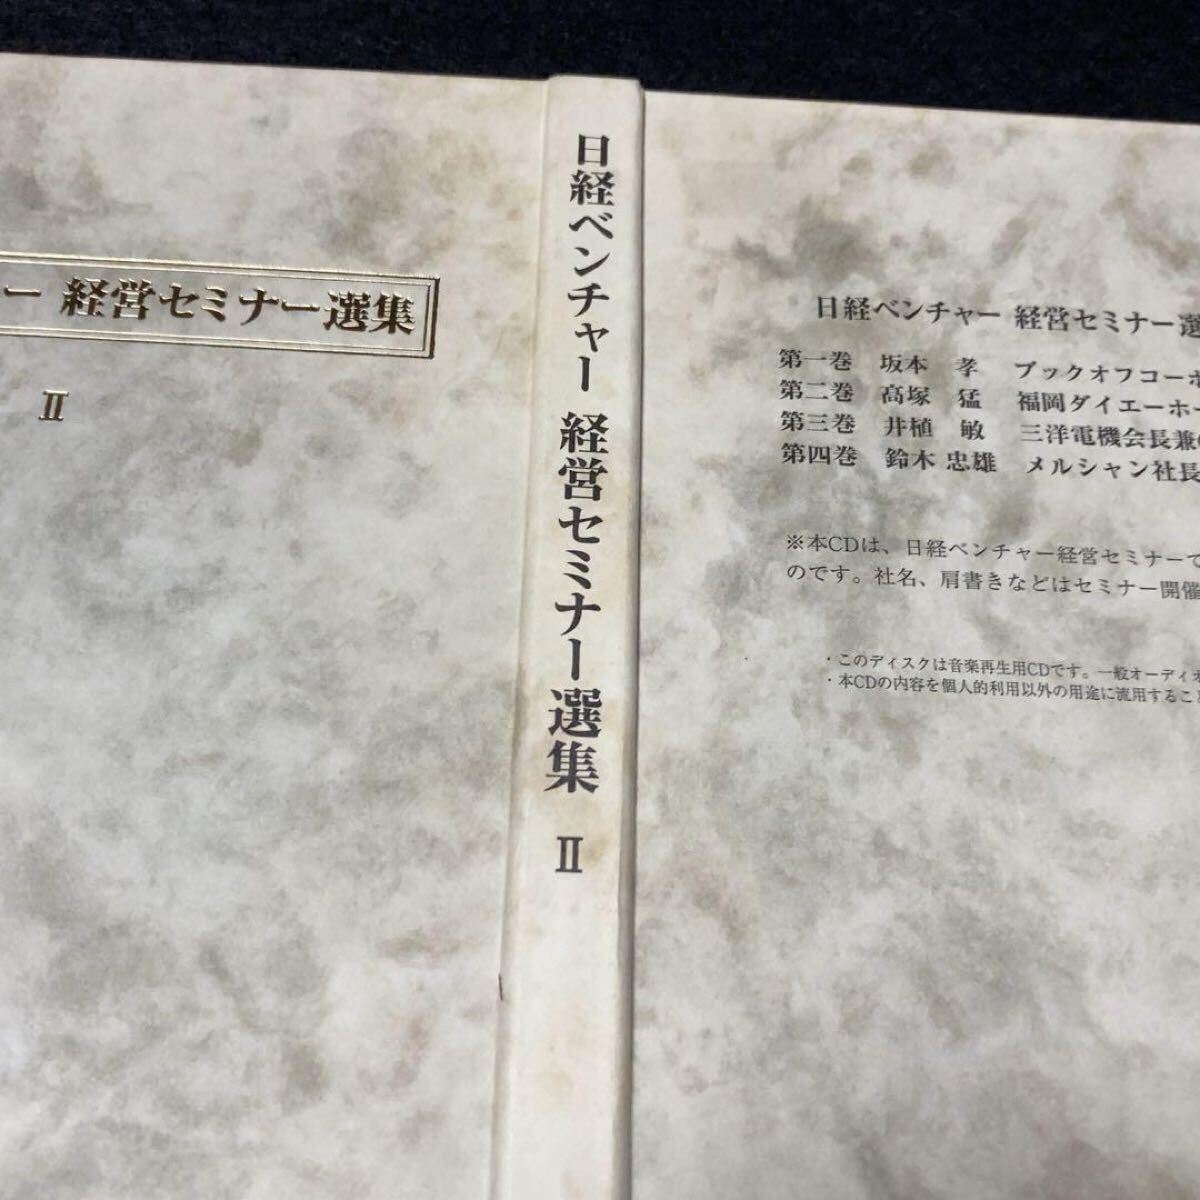 ー 経営セミナー選集
Ⅱ
日経ベンチャー 経営セミナー選集 Ⅱ
日経ベンチャー 経営セミナー選
第一巻 坂本 孝 ブックオフコーポ
第二巻 髙塚 猛 福岡ダイエーホー
第三巻 井植 敏 三洋電機会長兼
第四巻 鈴木 忠雄 メルシャン社長
※本CDは、日経ベンチャー経営セミナーで
のです。社名、肩書きなどはセミナー開催
・このディスクは音楽再生用CDです。一般オーディオ
・本CDの内容を個人的利用以外の用途に流用するこ